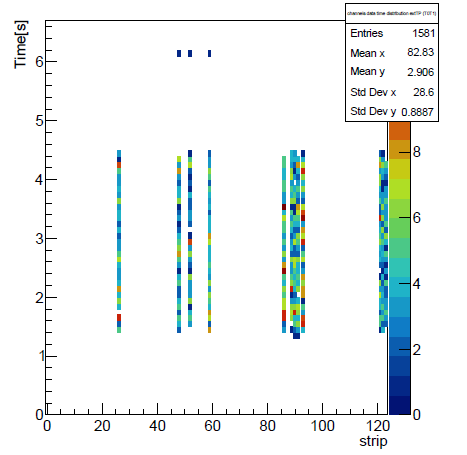 channels data time distribution wITP [T0T1]
Entries 1581
Mean x 82.83
Mean y 2.906
Std Dev x 28.6
Std Dev y 0.8887
Time[s]
6
5
4
3
2
1
0
8
6
4
2
0
0 20 40 60 80 100 120
strip